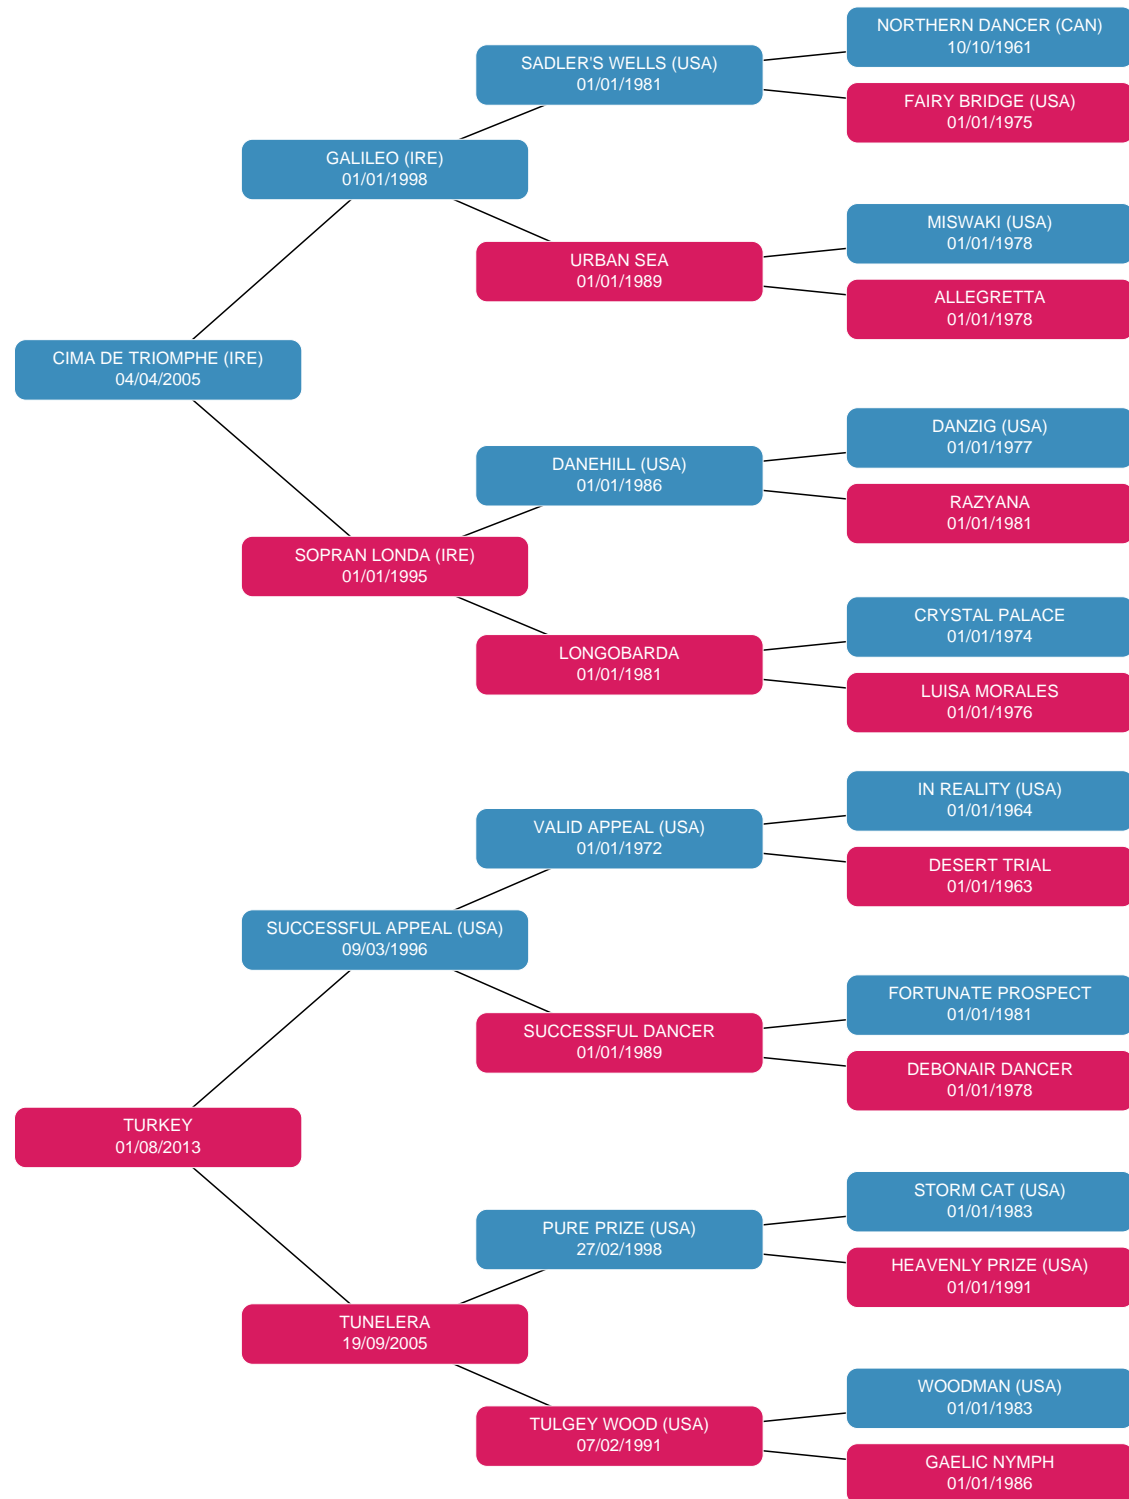 NORTHERN DANCER (CAN)
10/10/1961
SADLER'S WELLS (USA)
01/01/1981
FAIRY BRIDGE (USA)
01/01/1975
GALILEO (IRE)
01/01/1998
MISWAKI (USA)
01/01/1978
URBAN SEA
01/01/1989
ALLEGRETTA
01/01/1978
CIMA DE TRIOMPHE (IRE)
04/04/2005
DANZIG (USA)
01/01/1977
DANEHILL (USA)
01/01/1986
RAZYANA
01/01/1981
SOPRAN LONDA (IRE)
01/01/1995
CRYSTAL PALACE
01/01/1974
LONGOBARDA
01/01/1981
LUISA MORALES
01/01/1976
IN REALITY (USA)
01/01/1964
VALID APPEAL (USA)
01/01/1972
DESERT TRIAL
01/01/1963
SUCCESSFUL APPEAL (USA)
09/03/1996
FORTUNATE PROSPECT
01/01/1981
SUCCESSFUL DANCER
01/01/1989
DEBONAIR DANCER
01/01/1978
TURKEY
01/08/2013
STORM CAT (USA)
01/01/1983
PURE PRIZE (USA)
27/02/1998
HEAVENLY PRIZE (USA)
01/01/1991
TUNELERA
19/09/2005
WOODMAN (USA)
01/01/1983
TULGEY WOOD (USA)
07/02/1991
GAELIC NYMPH
01/01/1986